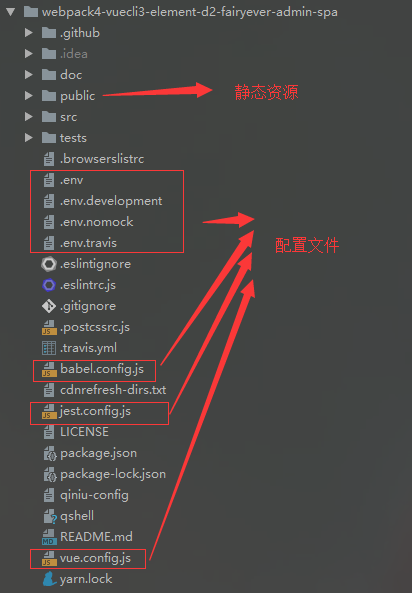 webpack4-vuecli3-element-d2-fairyever-admin-spa
.github
.idea
doc
public
静态资源
src
tests
.browserslistrc
.env
.env.development
.env.nomock
.env.travis
配置文件
.eslintignore
.eslintrc.js
.gitignore
.postcssrc.js
.travis.yml
babel.config.js
cdnrefresh-dirs.txt
jest.config.js
LICENSE
package.json
package-lock.json
qiniu-config
qshell
README.md
vue.config.js
yarn.lock